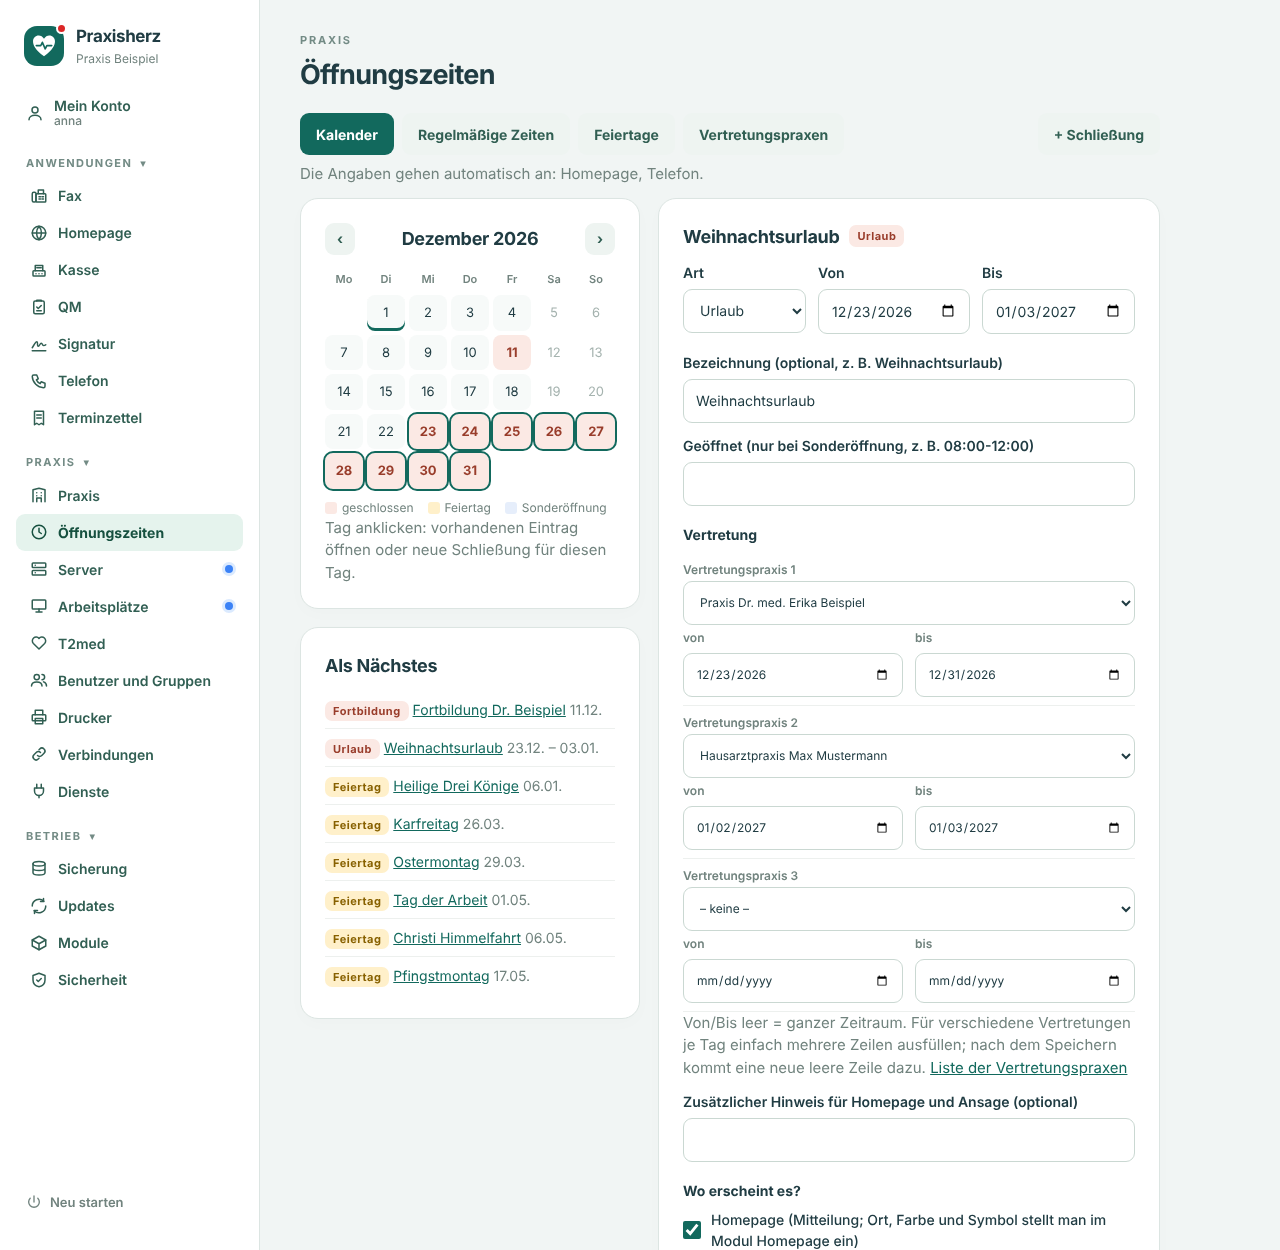 Praxisherz
Praxis Beispiel
Mein Konto
anna
ANWENDUNGEN ▾
Fax
Homepage
Kasse
QM
Signatur
Telefon
Terminzettel
PRAXIS ▾
Praxis
Öffnungszeiten
Server
Arbeitsplätze
T2med
Benutzer und Gruppen
Drucker
Verbindungen
Dienste
BETRIEB ▾
Sicherung
Updates
Module
Sicherheit
Neu starten
PRAXIS
Öffnungszeiten
Kalender Regelmäßige Zeiten Feiertage Vertretungspraxen + Schließung
Die Angaben gehen automatisch an: Homepage, Telefon.
‹ Dezember 2026 ›
Mo Di Mi Do Fr Sa So
1 2 3 4 5 6
7 8 9 10 11 12 13
14 15 16 17 18 19 20
21 22 23 24 25 26 27
28 29 30 31
geschlossen Feiertag Sonderöffnung
Tag anklicken: vorhandenen Eintrag
öffnen oder neue Schließung für diesen
Tag.
Als Nächstes
Fortbildung Fortbildung Dr. Beispiel 11.12.
Urlaub Weihnachtsurlaub 23.12. – 03.01.
Feiertag Heilige Drei Könige 06.01.
Feiertag Karfreitag 26.03.
Feiertag Ostermontag 29.03.
Feiertag Tag der Arbeit 01.05.
Feiertag Christi Himmelfahrt 06.05.
Feiertag Pfingstmontag 17.05.
Weihnachtsurlaub Urlaub
Art Von Bis
Urlaub 12/23/2026 01/03/2027
Bezeichnung (optional, z. B. Weihnachtsurlaub)
Weihnachtsurlaub
Geöffnet (nur bei Sonderöffnung, z. B. 08:00-12:00)
Vertretung
Vertretungspraxis 1
Praxis Dr. med. Erika Beispiel
von bis
12/23/2026 12/31/2026
Vertretungspraxis 2
Hausarztpraxis Max Mustermann
von bis
01/02/2027 01/03/2027
Vertretungspraxis 3
– keine –
von bis
mm/dd/yyyy mm/dd/yyyy
Von/Bis leer = ganzer Zeitraum. Für verschiedene Vertretungen
je Tag einfach mehrere Zeilen ausfüllen; nach dem Speichern
kommt eine neue leere Zeile dazu. Liste der Vertretungspraxen
Zusätzlicher Hinweis für Homepage und Ansage (optional)
Wo erscheint es?
Homepage (Mitteilung; Ort, Farbe und Symbol stellt man im
Modul Homepage ein)